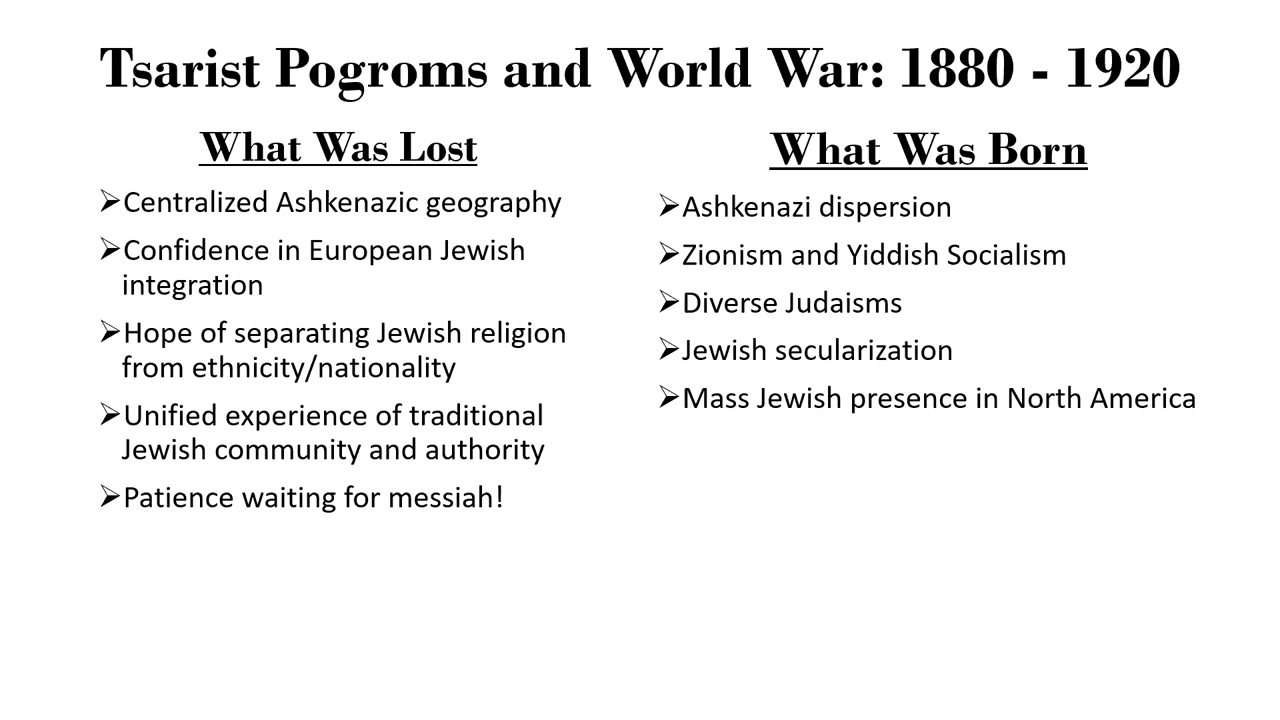 Tsarist Pogroms and World War: 1880 - 1920
What Was Lost
➢Centralized Ashkenazic geography
➢Confidence in European Jewish
integration
➢Hope of separating Jewish religion
from ethnicity/nationality
➢Unified experience of traditional
Jewish community and authority
➢Patience waiting for messiah!
What Was Born
➢Ashkenazi dispersion
➢Zionism and Yiddish Socialism
➢Diverse Judaisms
➢Jewish secularization
➢Mass Jewish presence in North America